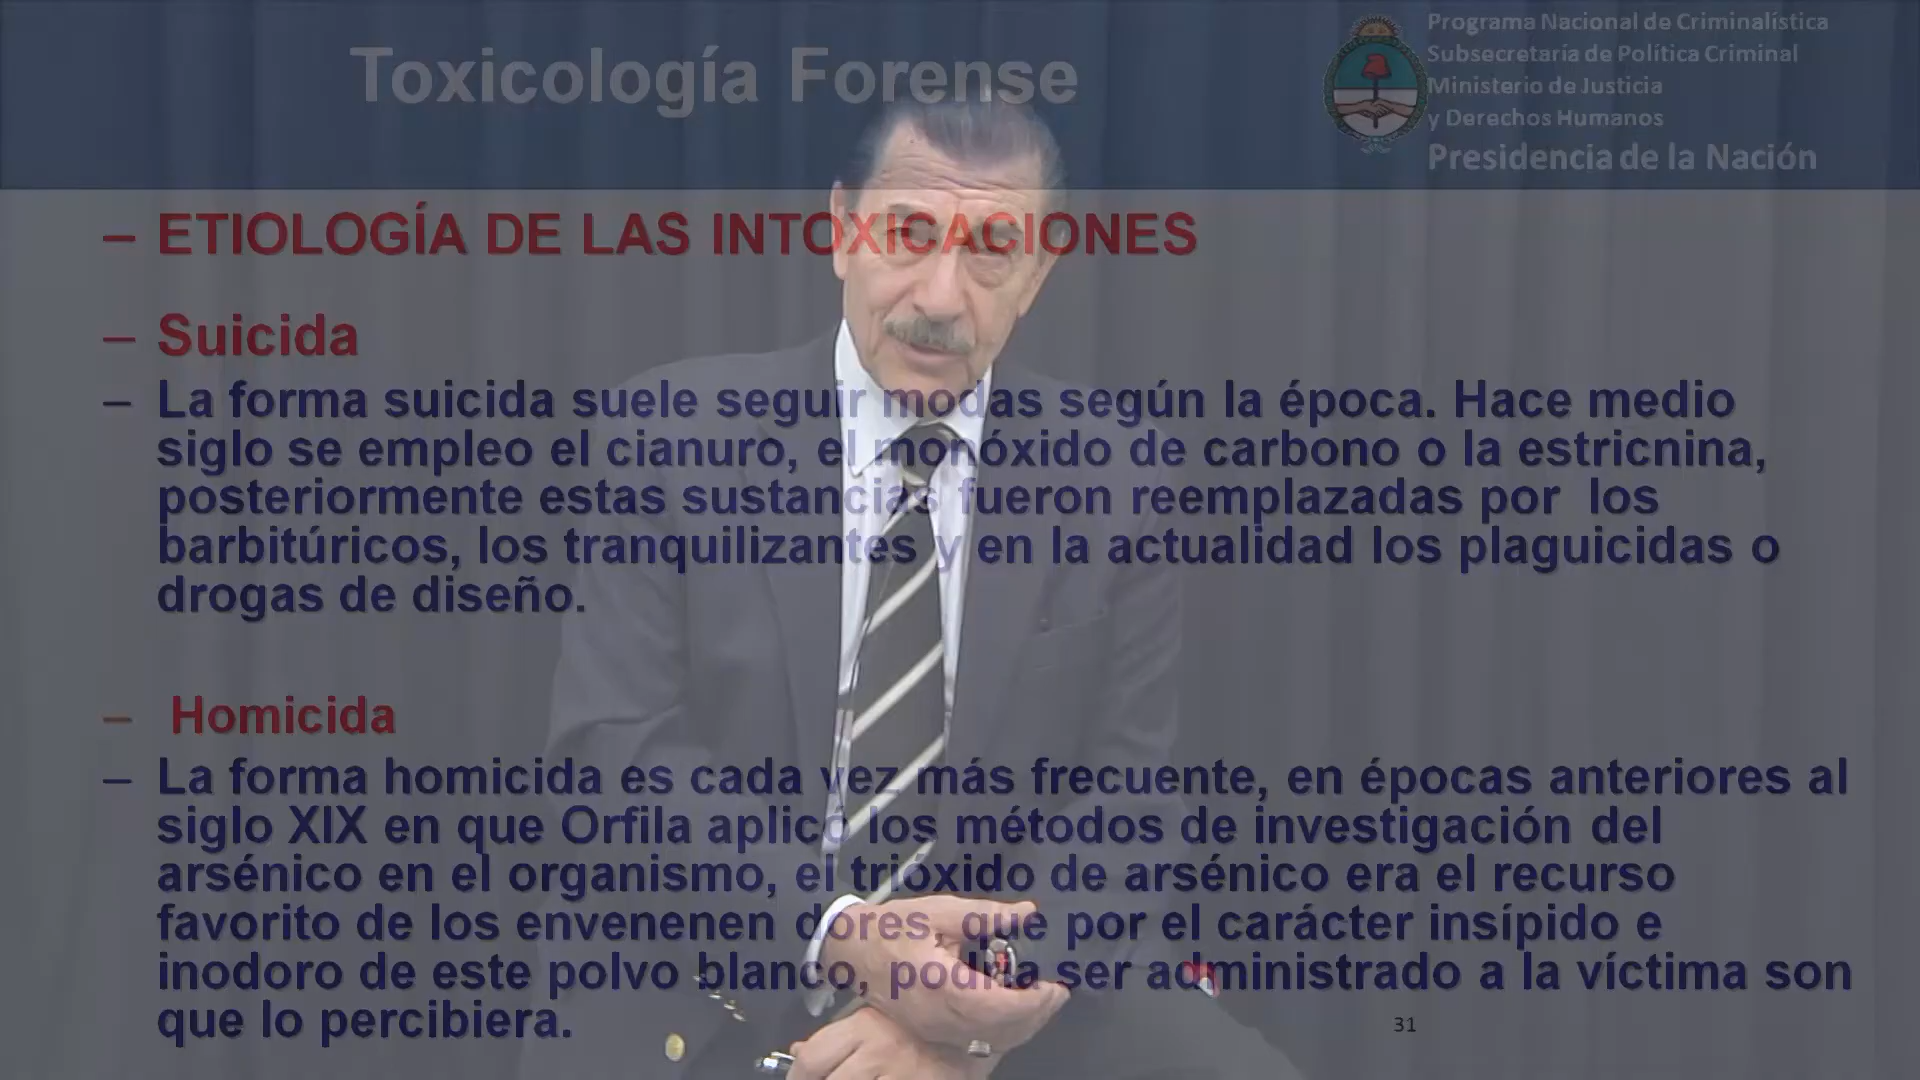 Toxicología Forense
Programa Nacional de Criminalística
Subsecretaría de Política Criminal
Ministerio de Justicia
y Derechos Humanos
Presidencia de la Nación
– ETIOLOGÍA DE LAS INTOXICACIONES
– Suicida
– La forma suicida suele seguir modas según la época. Hace medio
siglo se empleo el cianuro, el monóxido de carbono o la estricnina,
posteriormente estas sustancias fueron reemplazadas por los
barbitúricos, los tranquilizantes y en la actualidad los plaguicidas o
drogas de diseño.
– Homicida
– La forma homicida es cada vez más frecuente, en épocas anteriores al
siglo XIX en que Orfila aplicó los métodos de investigación del
arsénico en el organismo, el trióxido de arsénico era el recurso
favorito de los envenenen dores, que por el carácter insípido e
inodoro de este polvo blanco, podría ser administrado a la víctima son
que lo percibiera.
31